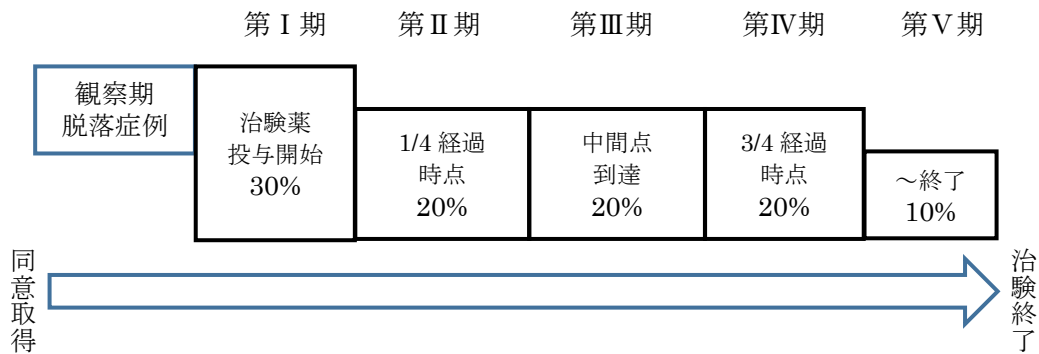 第Ⅰ期 第Ⅱ期 第Ⅲ期 第Ⅳ期 第Ⅴ期
観察期
脱落症例
治験薬
投与開始
30%
1/4 経過
時点
20%
中間点
到達
20%
3/4 経過
時点
20%
～終了
10%
同意取得
治験終了